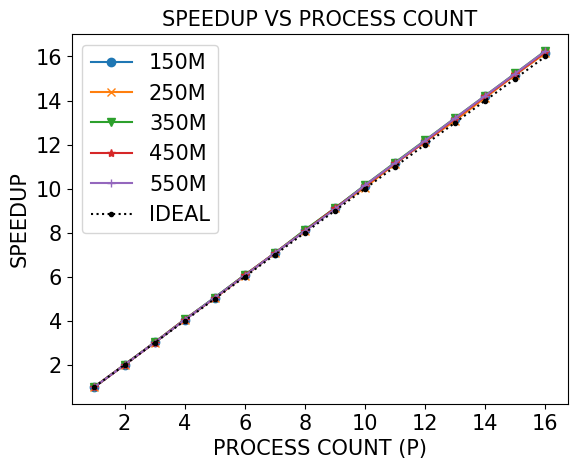 SPEEDUP VS PROCESS COUNT
150M
250M
350M
450M
550M
IDEAL
SPEEDUP
16
14
12
10
8
6
4
2
2 4 6 8 10 12 14 16
PROCESS COUNT (P)